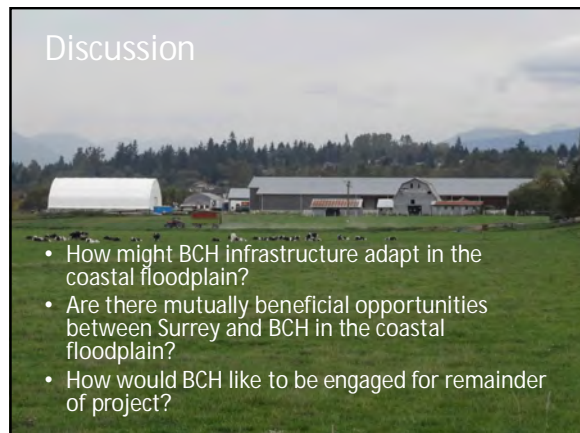 Discussion
• How might BCH infrastructure adapt in the
coastal floodplain?
• Are there mutually beneficial opportunities
between Surrey and BCH in the coastal
floodplain?
• How would BCH like to be engaged for remainder
of project?